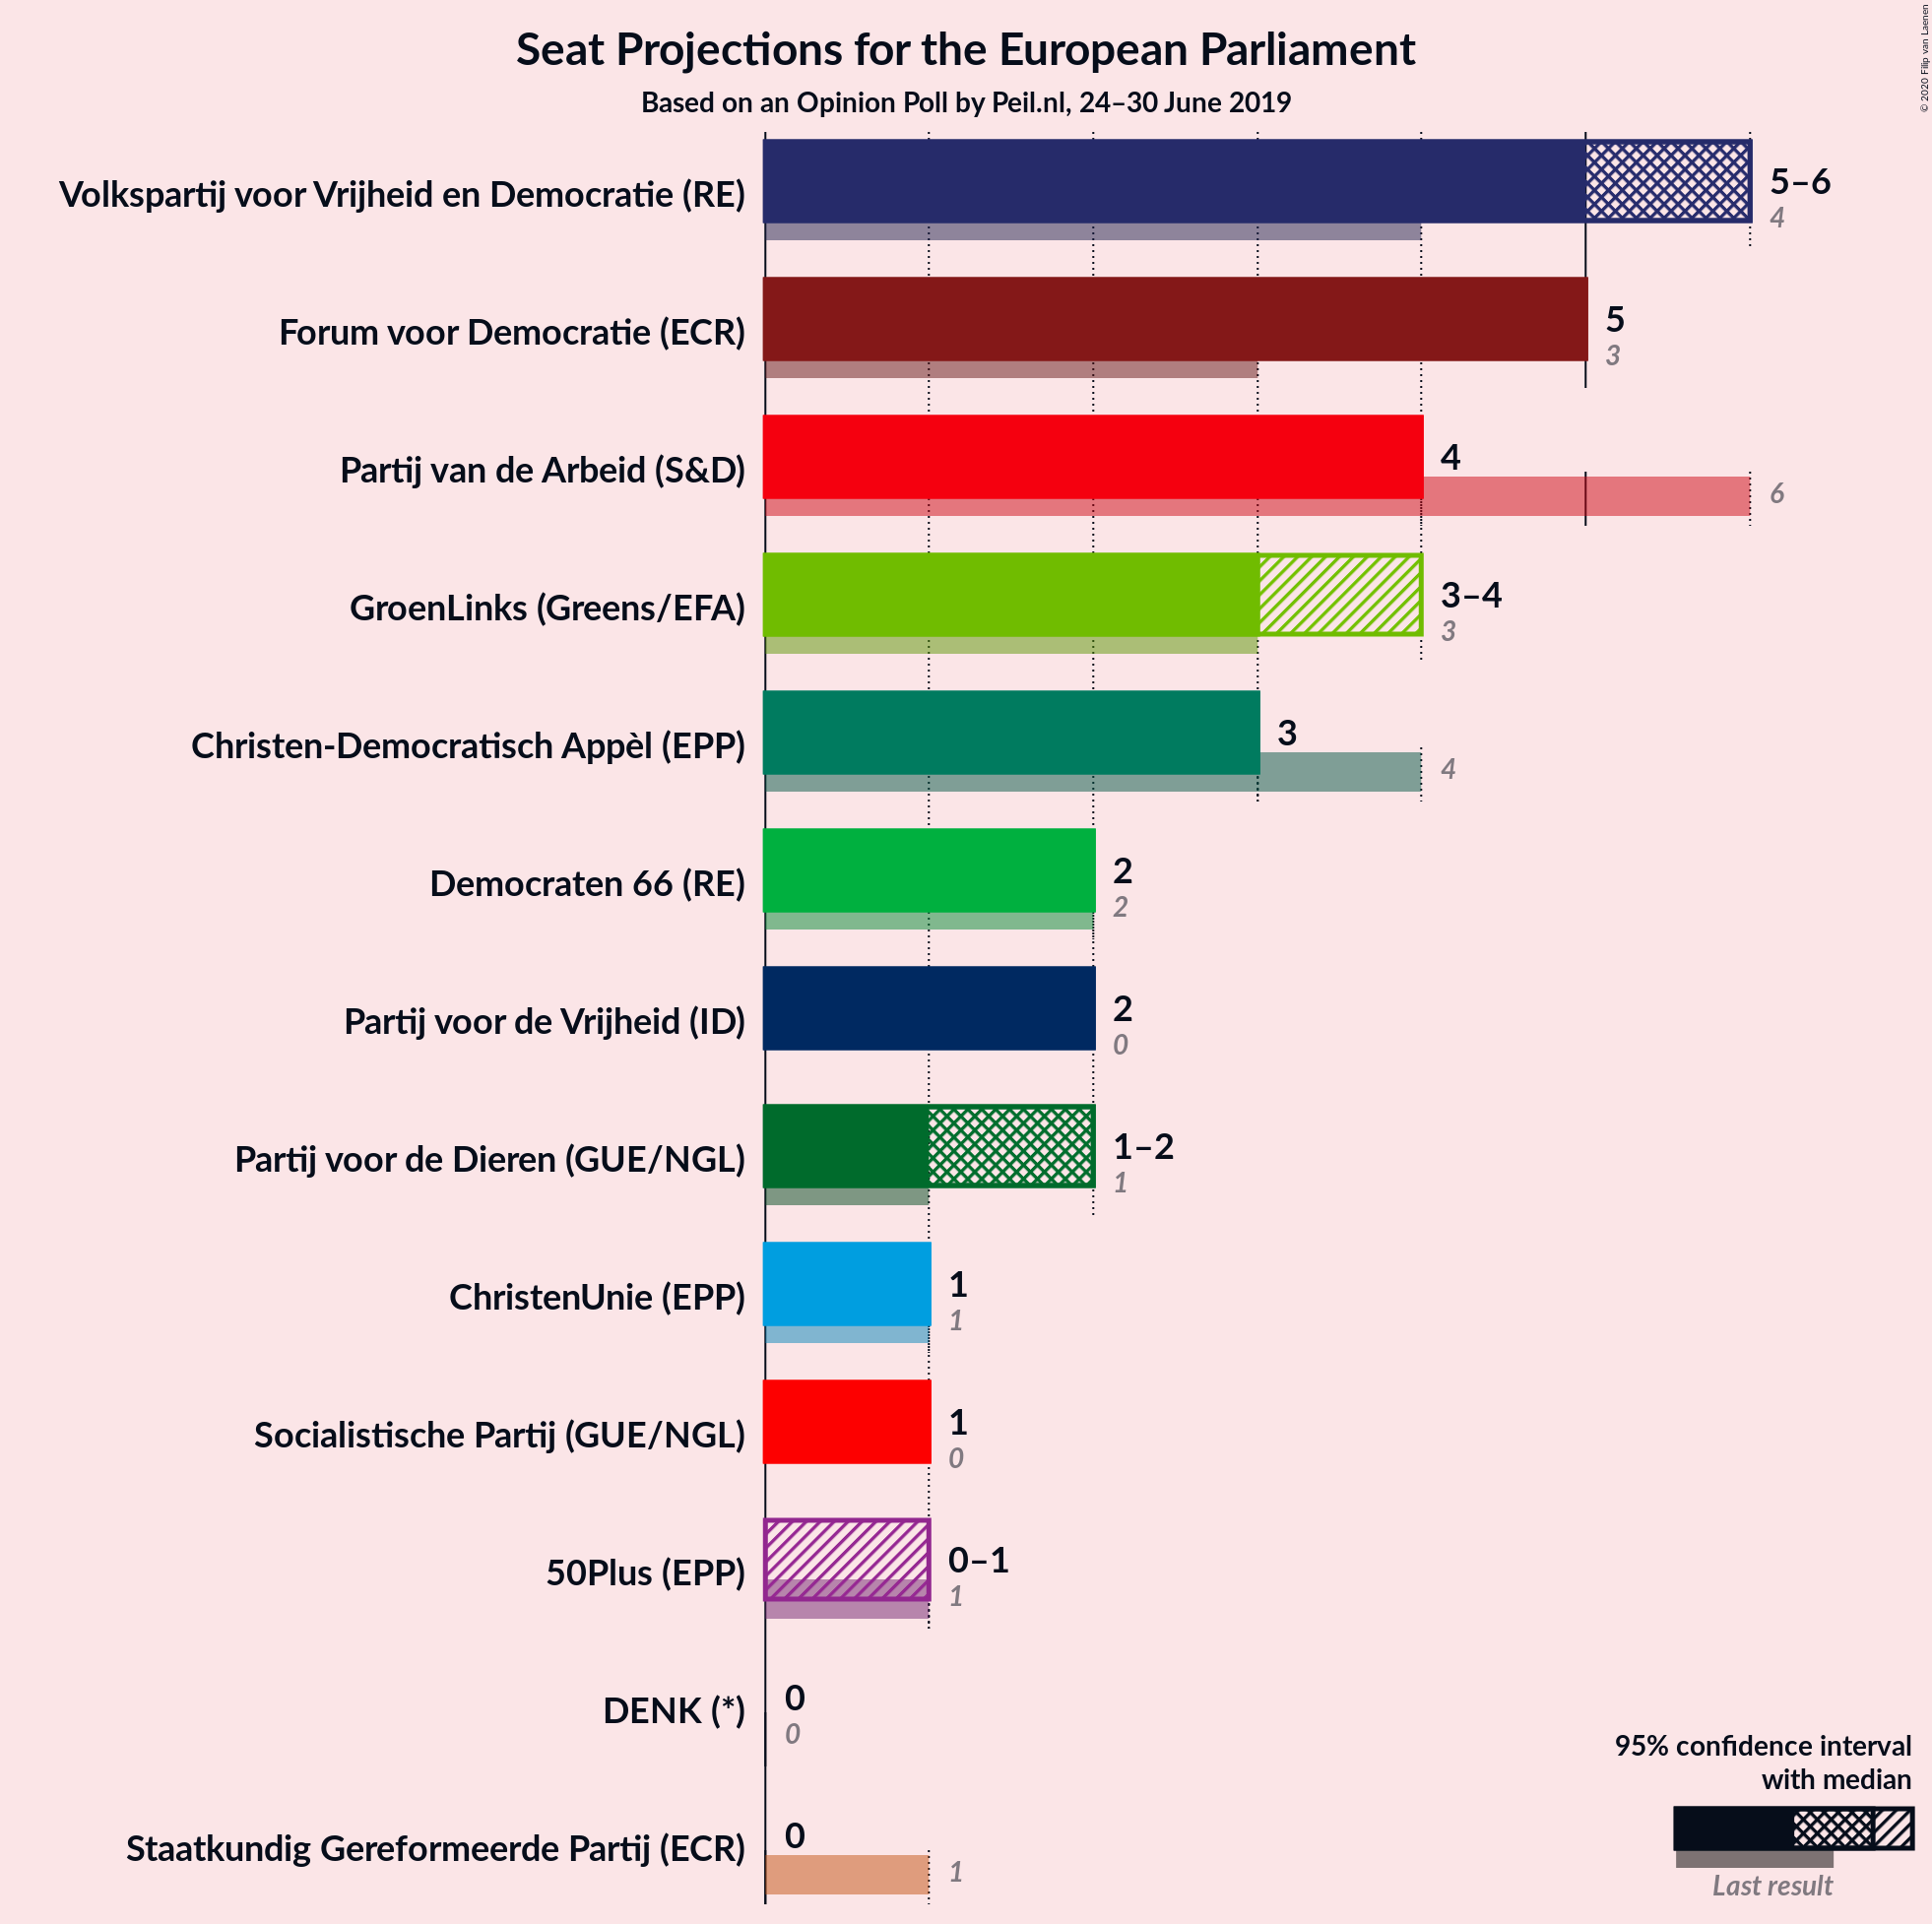 Seat Projections for the European Parliament
Based on an Opinion Poll by Peil.nl, 24–30 June 2019
© 2020 Filip van Laenen
Volkspartij voor Vrijheid en Democratie (RE)
5–6
4
Forum voor Democratie (ECR)
5
3
Partij van de Arbeid (S&D)
4
6
GroenLinks (Greens/EFA)
3–4
3
Christen-Democratisch Appèl (EPP)
3
4
Democraten 66 (RE)
2
2
Partij voor de Vrijheid (ID)
2
0
Partij voor de Dieren (GUE/NGL)
1–2
1
ChristenUnie (EPP)
1
1
Socialistische Partij (GUE/NGL)
1
0
50Plus (EPP)
0–1
1
DENK (*)
0
0
Staatkundig Gereformeerde Partij (ECR)
0
1
95% confidence interval
with median
Last result